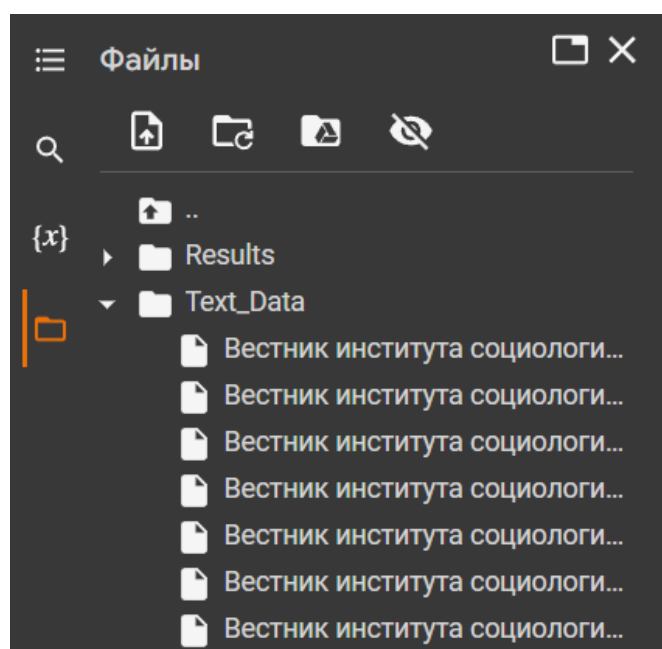 Файлы
{x}
..
Results
Text_Data
Вестник института социологи...
Вестник института социологи...
Вестник института социологи...
Вестник института социологи...
Вестник института социологи...
Вестник института социологи...
Вестник института социологи...